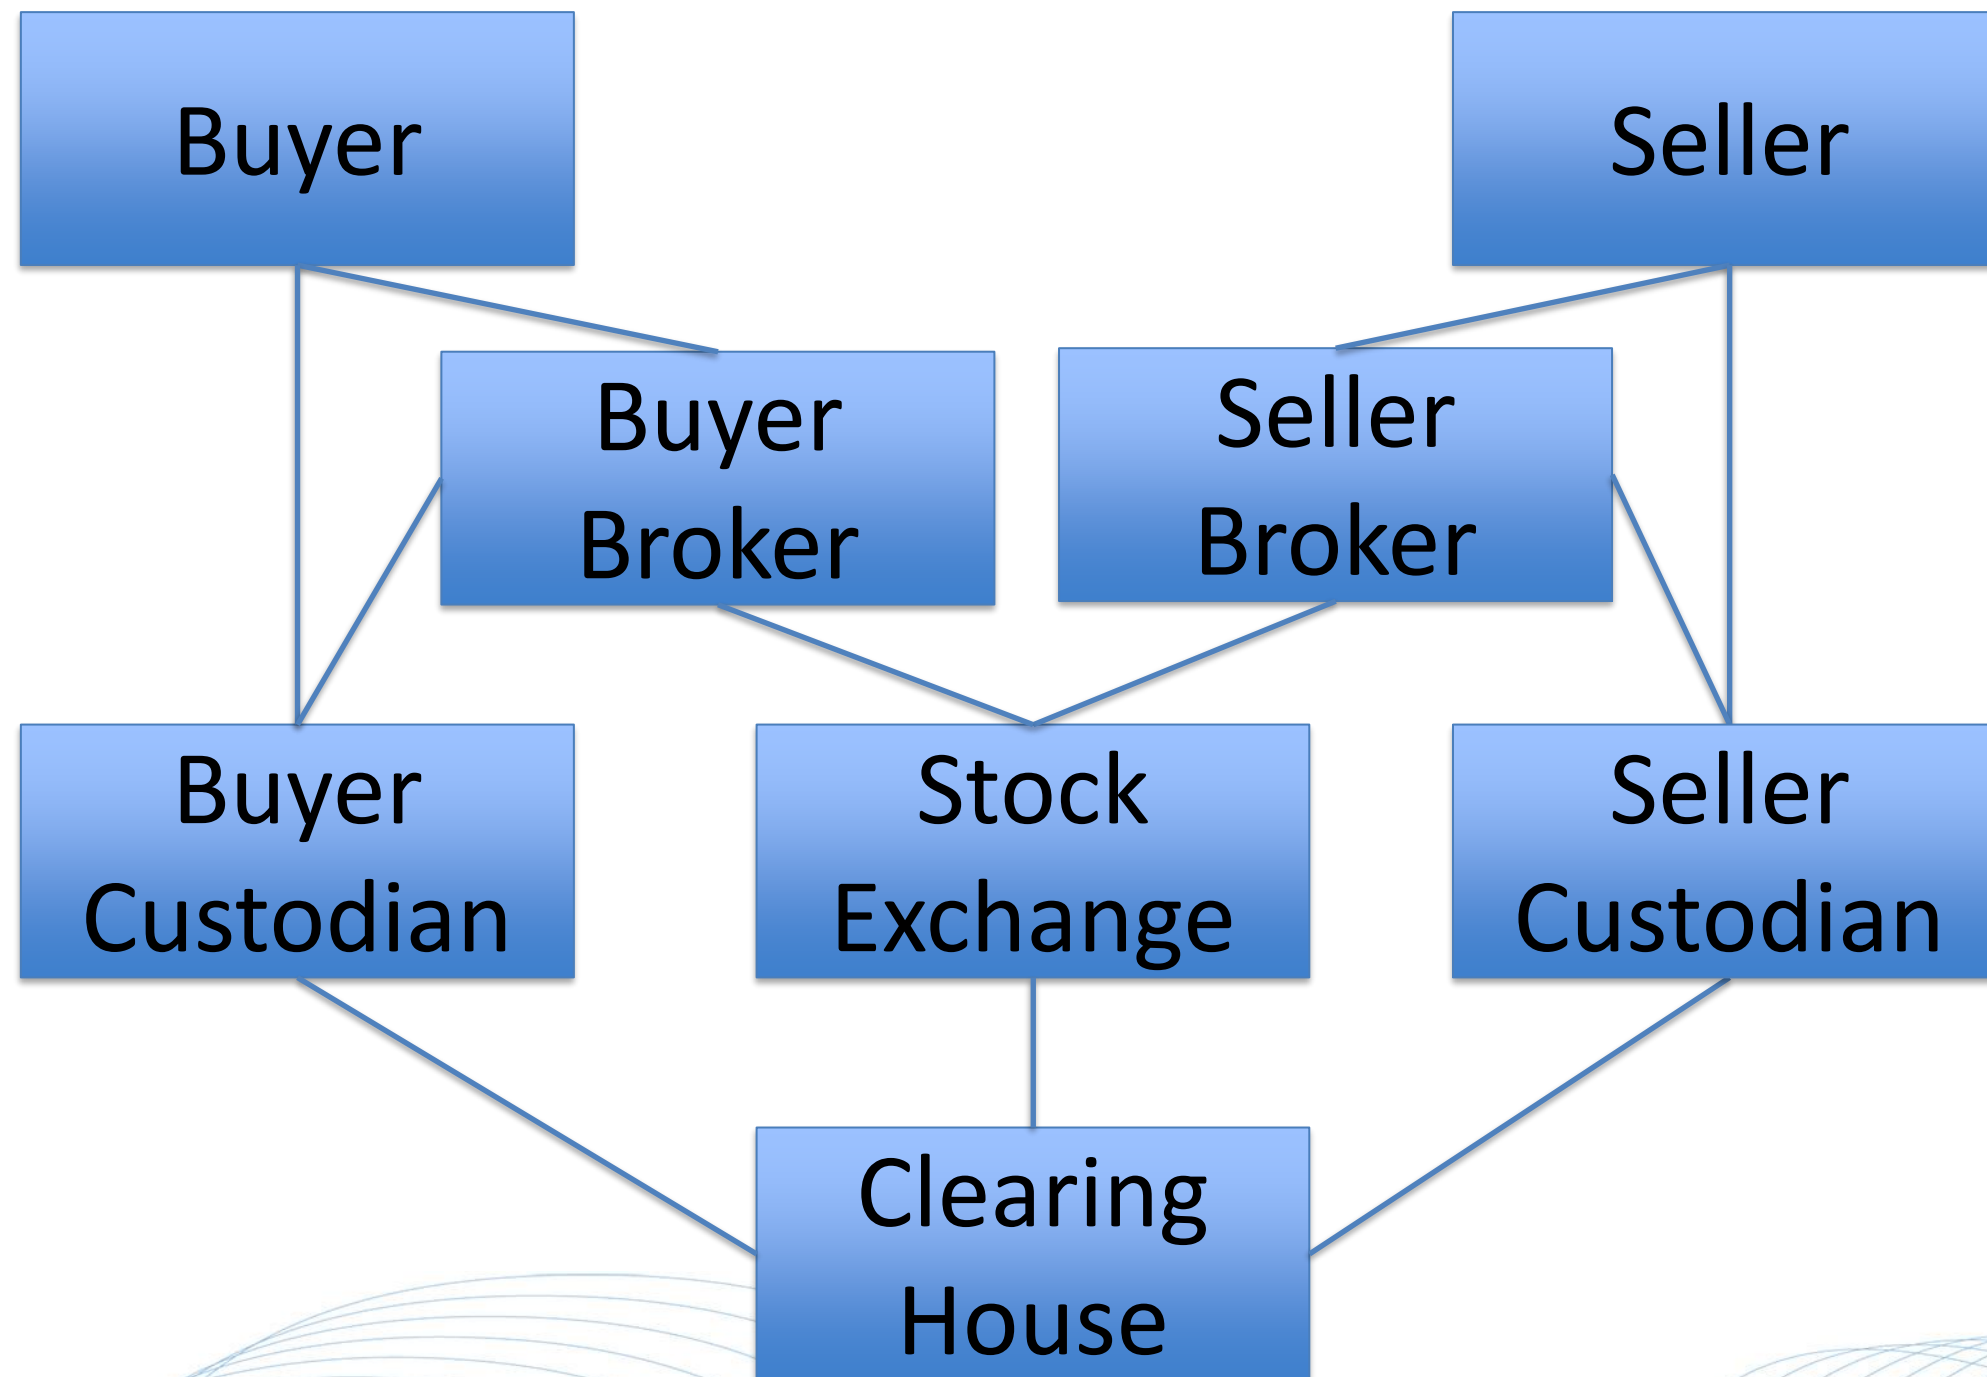 Buyer
Seller
Buyer
Broker
Seller
Broker
Buyer
Custodian
Stock
Exchange
Seller
Custodian
Clearing
House